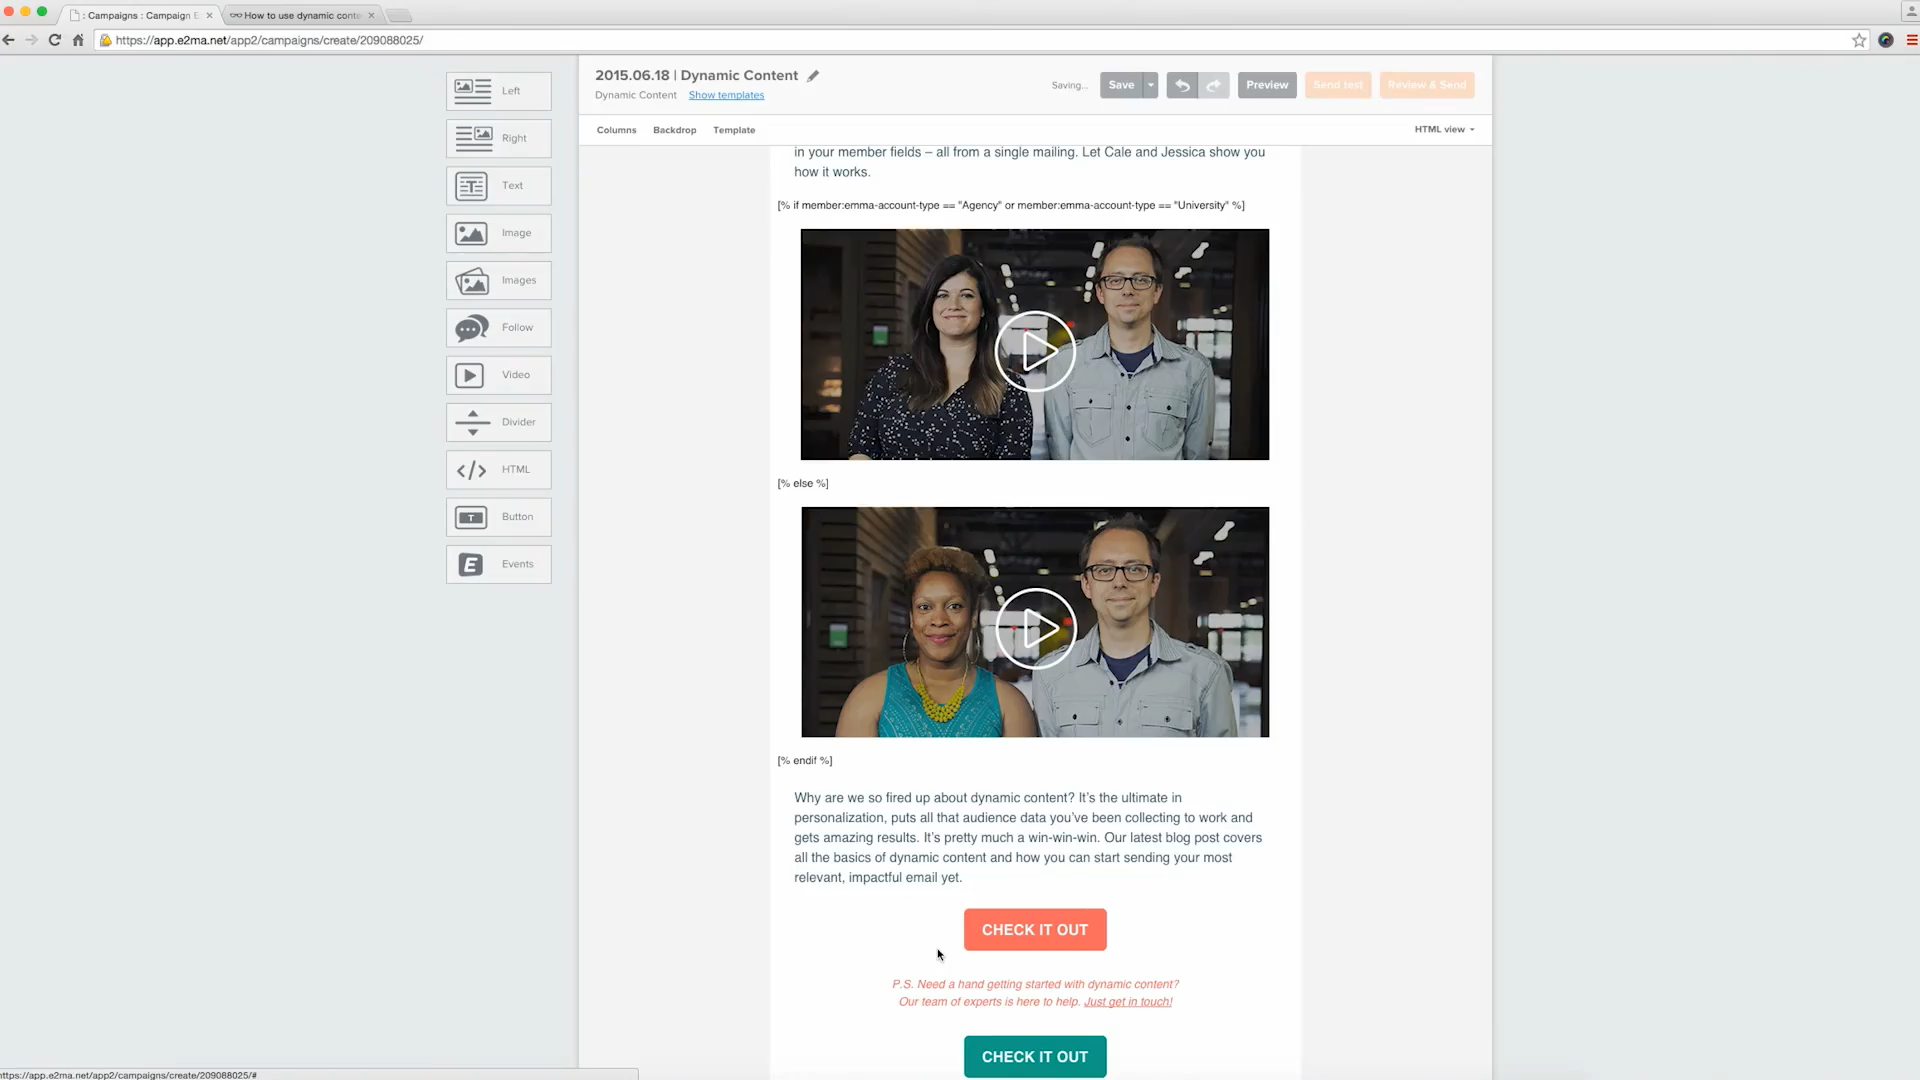 : Campaigns : Campaign E
How to use dynamic conte
https://app.e2ma.net/app2/campaigns/create/209088025/
2015.06.18 | Dynamic Content
Dynamic Content Show templates
Saving...
Save
Preview
Send test
Review & Send
Columns
Backdrop
Template
HTML view
Left
Right
Text
Image
Images
Follow
Video
Divider
HTML
Button
Events
in your member fields – all from a single mailing. Let Cale and Jessica show you
how it works.
[% if member:emma-account-type == "Agency" or member:emma-account-type == "University" %]
[% else %]
[% endif %]
Why are we so fired up about dynamic content? It's the ultimate in
personalization, puts all that audience data you've been collecting to work and
gets amazing results. It's pretty much a win-win-win. Our latest blog post covers
all the basics of dynamic content and how you can start sending your most
relevant, impactful email yet.
CHECK IT OUT
P.S. Need a hand getting started with dynamic content?
Our team of experts is here to help. Just get in touch!
CHECK IT OUT
https://app.e2ma.net/app2/campaigns/create/209088025/#